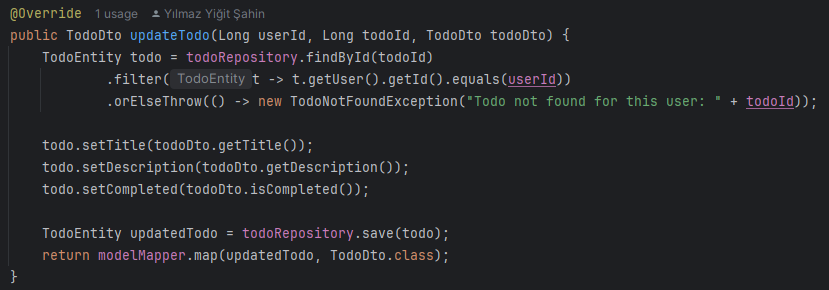 @Override 1 usage Yılmaz Yiğit Şahin
public TodoDto updateTodo(Long userId, Long todoId, TodoDto todoDto) {
TodoEntity todo = todoRepository.findById(todoId)
.filter( TodoEntity t -> t.getUser().getId().equals(userId))
.orElseThrow(() -> new TodoNotFoundException("Todo not found for this user: " + todoId));
todo.setTitle(todoDto.getTitle());
todo.setDescription(todoDto.getDescription());
todo.setCompleted(todoDto.isCompleted());
TodoEntity updatedTodo = todoRepository.save(todo);
return modelMapper.map(updatedTodo, TodoDto.class);
}